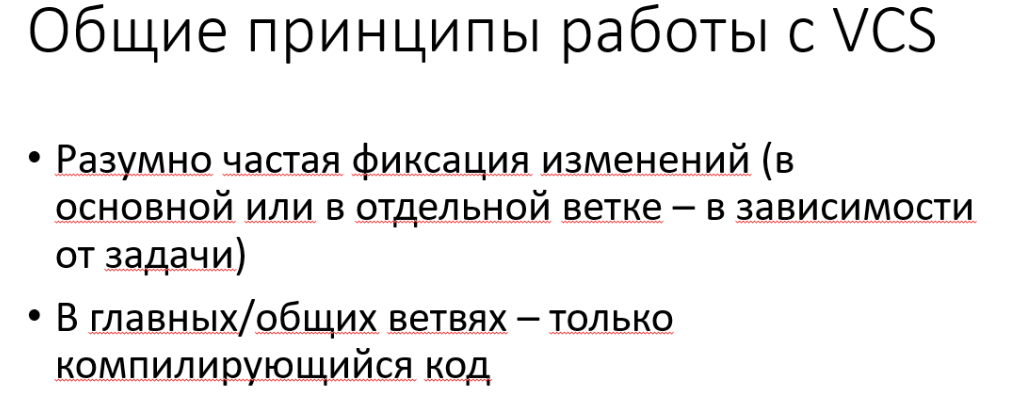 Общие принципы работы с VCS
• Разумно частая фиксация изменений (в
основной или в отдельной ветке – в зависимости
от задачи)
• В главных/общих ветвях – только
компилирующийся код